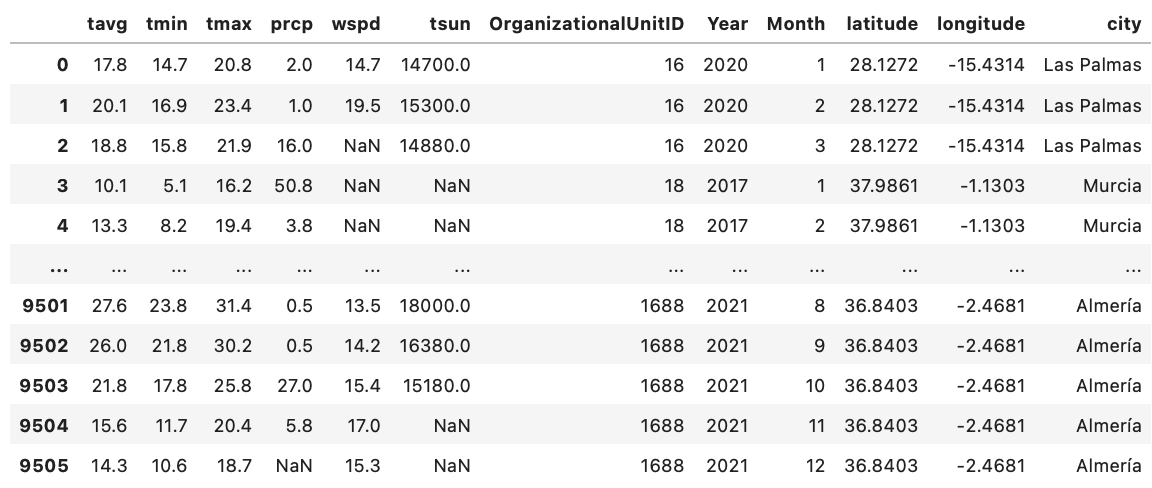 tavg tmin tmax prcp wspd tsun OrganizationalUnitID Year Month latitude longitude city
0 17.8 14.7 20.8 2.0 14.7 14700.0 16 2020 1 28.1272 -15.4314 Las Palmas
1 20.1 16.9 23.4 1.0 19.5 15300.0 16 2020 2 28.1272 -15.4314 Las Palmas
2 18.8 15.8 21.9 16.0 NaN 14880.0 16 2020 3 28.1272 -15.4314 Las Palmas
3 10.1 5.1 16.2 50.8 NaN NaN 18 2017 1 37.9861 -1.1303 Murcia
4 13.3 8.2 19.4 3.8 NaN NaN 18 2017 2 37.9861 -1.1303 Murcia
... ... ... ... ... ... ... ... ... ... ... ... ...
9501 27.6 23.8 31.4 0.5 13.5 18000.0 1688 2021 8 36.8403 -2.4681 Almería
9502 26.0 21.8 30.2 0.5 14.2 16380.0 1688 2021 9 36.8403 -2.4681 Almería
9503 21.8 17.8 25.8 27.0 15.4 15180.0 1688 2021 10 36.8403 -2.4681 Almería
9504 15.6 11.7 20.4 5.8 17.0 NaN 1688 2021 11 36.8403 -2.4681 Almería
9505 14.3 10.6 18.7 NaN 15.3 NaN 1688 2021 12 36.8403 -2.4681 Almería